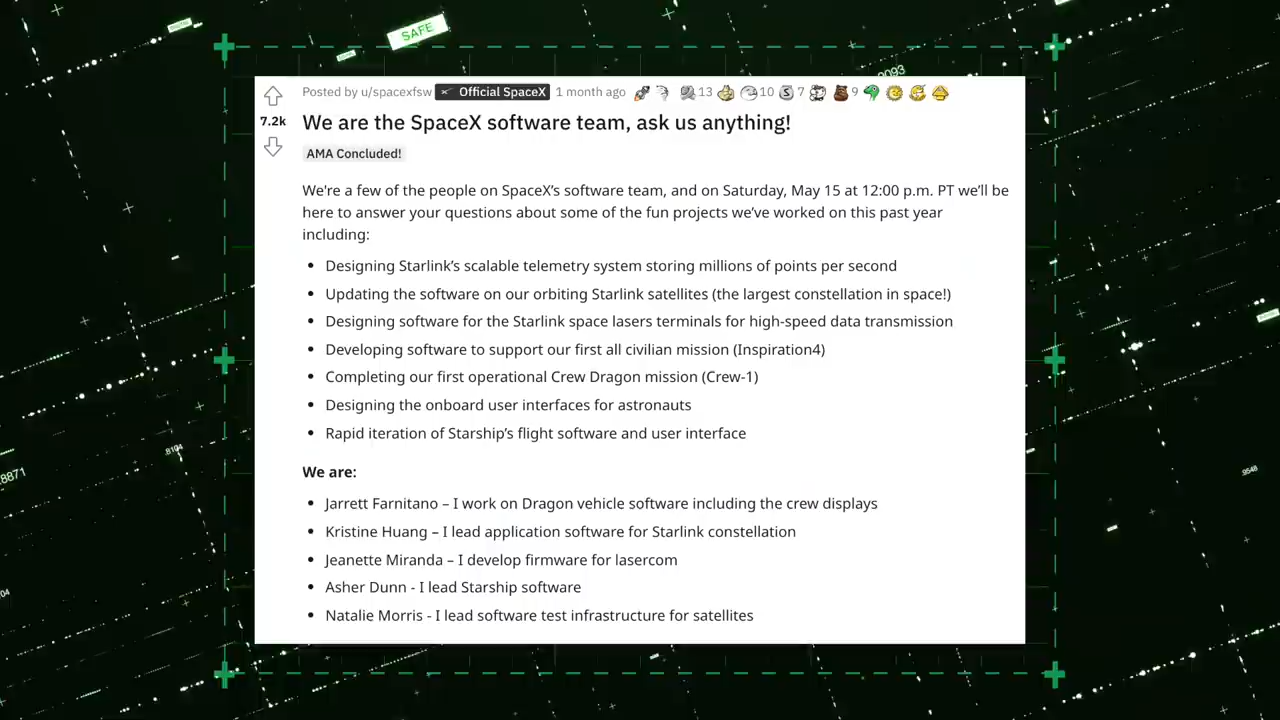 SAFE
0093
Posted by u/spacexfsw Official SpaceX 1 month ago 13 10 7 9
7.2k
We are the SpaceX software team, ask us anything!
AMA Concluded!
We're a few of the people on SpaceX's software team, and on Saturday, May 15 at 12:00 p.m. PT we'll be
here to answer your questions about some of the fun projects we've worked on this past year
including:
• Designing Starlink's scalable telemetry system storing millions of points per second
• Updating the software on our orbiting Starlink satellites (the largest constellation in space!)
• Designing software for the Starlink space lasers terminals for high-speed data transmission
• Developing software to support our first all civilian mission (Inspiration4)
• Completing our first operational Crew Dragon mission (Crew-1)
• Designing the onboard user interfaces for astronauts
• Rapid iteration of Starship's flight software and user interface
8194
8871
9548
We are:
• Jarrett Farnitano – I work on Dragon vehicle software including the crew displays
• Kristine Huang – I lead application software for Starlink constellation
• Jeanette Miranda – I develop firmware for lasercom
• Asher Dunn - I lead Starship software
• Natalie Morris - I lead software test infrastructure for satellites